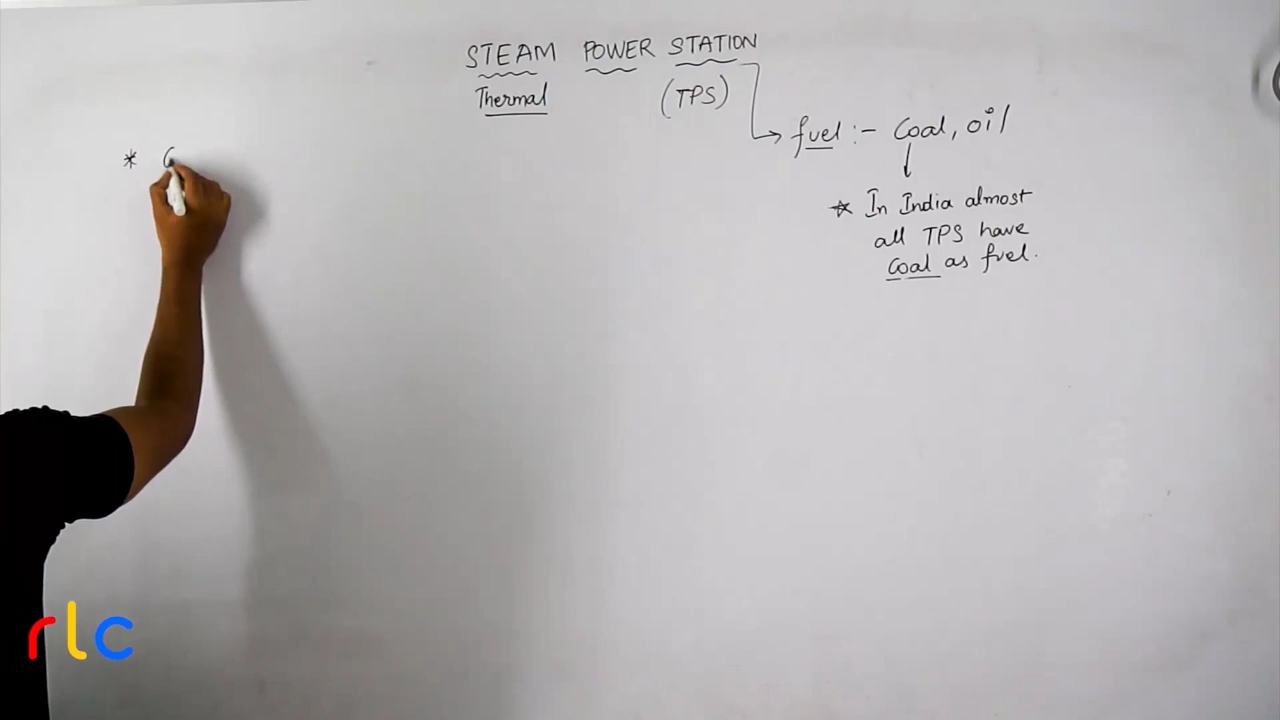 STEAM POWER STATION
Thermal (TPS)
fuel :- Coal, oil
* In India almost
all TPS have
Coal as fuel.
*
rlc